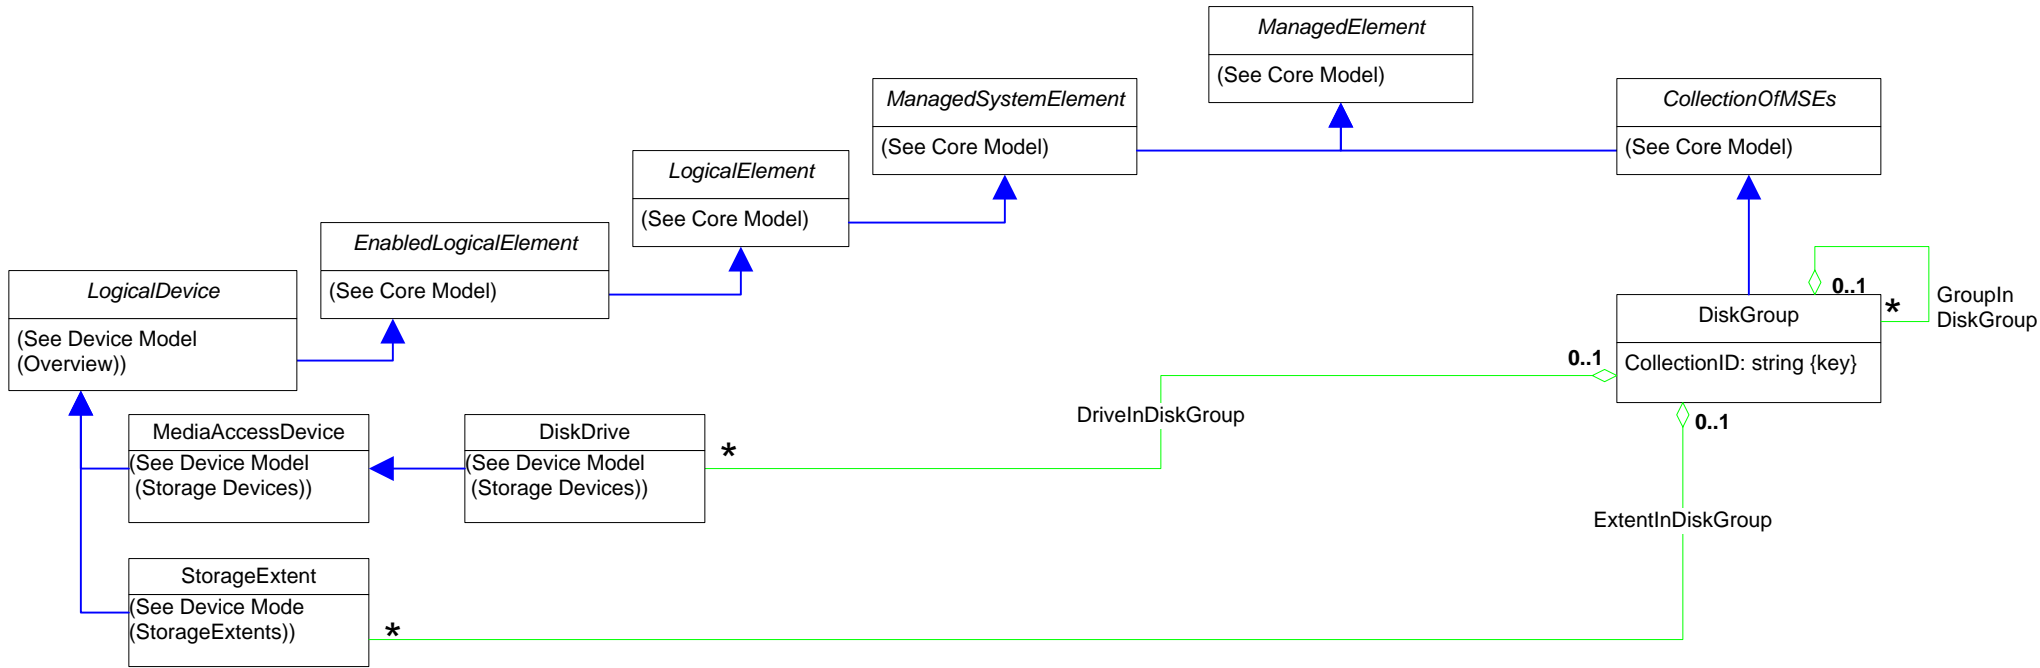 ManagedElement
(See Core Model)
ManagedSystemElement
(See Core Model)
CollectionOfMSEs
(See Core Model)
LogicalElement
(See Core Model)
EnabledLogicalElement
(See Core Model)
LogicalDevice
(See Device Model
(Overview))
0..1
*
GroupIn
DiskGroup
DiskGroup
CollectionID: string {key}
0..1
DriveInDiskGroup
0..1
MediaAccessDevice
(See Device Model
(Storage Devices))
DiskDrive
(See Device Model
(Storage Devices))
*
ExtentInDiskGroup
StorageExtent
(See Device Mode
(StorageExtents))
*